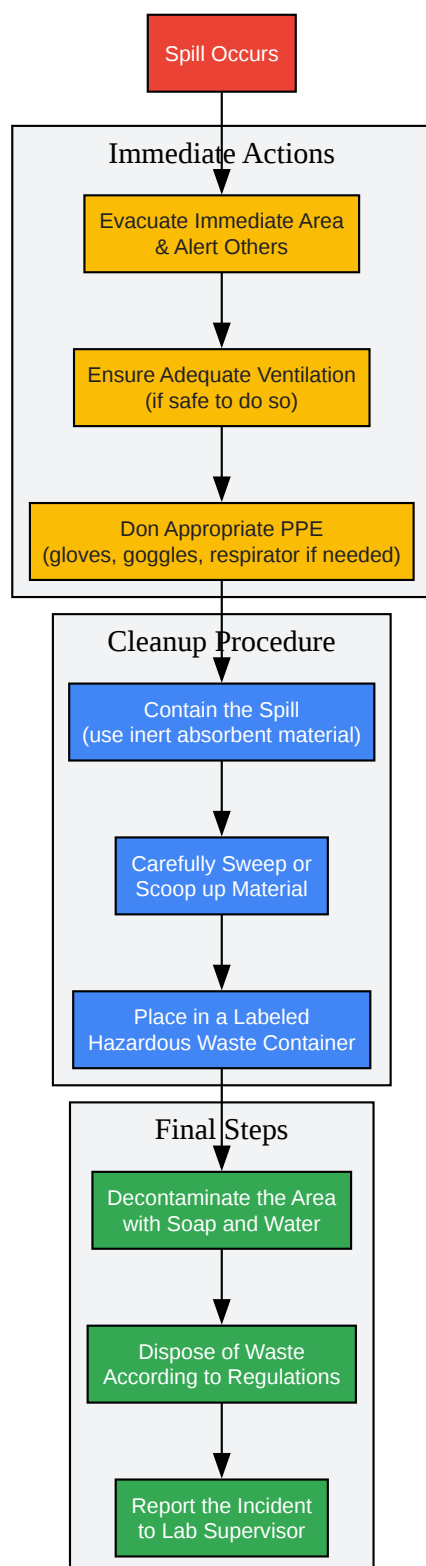 Spill Occurs
Immediate Actions
Evacuate Immediate Area
& Alert Others
Ensure Adequate Ventilation
(if safe to do so)
Don Appropriate PPE
(gloves, goggles, respirator if needed)
Cleanup Procedure
Contain the Spill
(use inert absorbent material)
Carefully Sweep or
Scoop up Material
Place in a Labeled
Hazardous Waste Container
Final Steps
Decontaminate the Area
with Soap and Water
Dispose of Waste
According to Regulations
Report the Incident
to Lab Supervisor